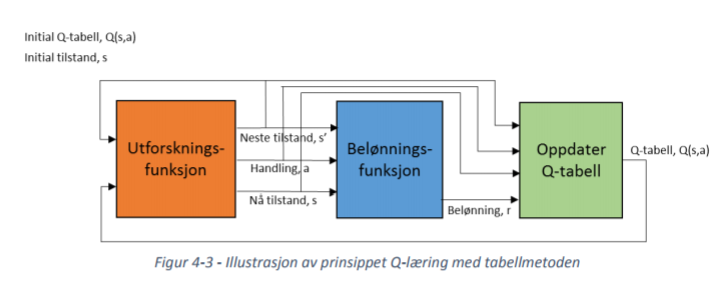 Initial Q-tabell, Q(s,a)
Initial tilstand, s
Utforsknings-
funksjon
Neste tilstand, s'
Handling, a
Nå tilstand, s
Belønnings-
funksjon
Belønning, r
Oppdater
Q-tabell
Q-tabell, Q(s,a)
Figur 4-3 - Illustrasjon av prinsippet Q-læring med tabellmetoden